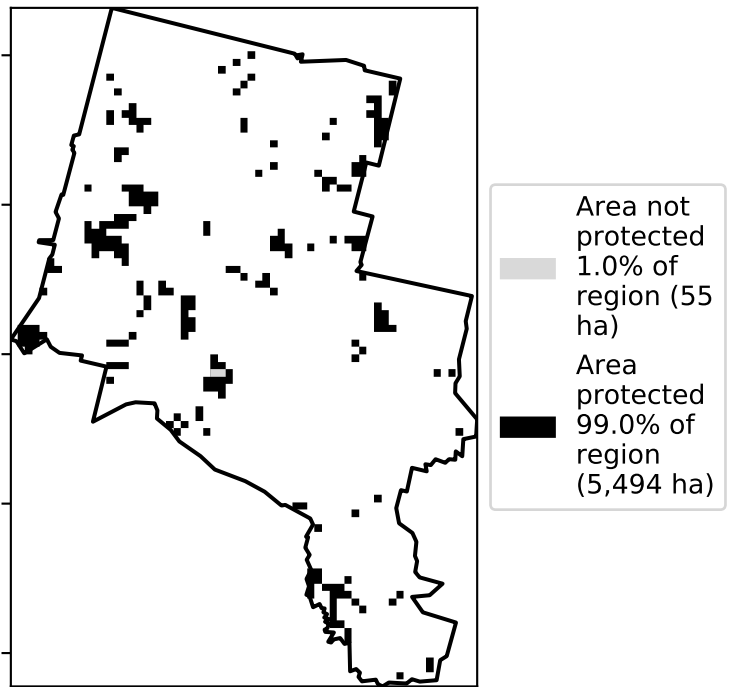 Area not
protected
1.0% of
region (55
ha)
Area
protected
99.0% of
region
(5,494 ha)